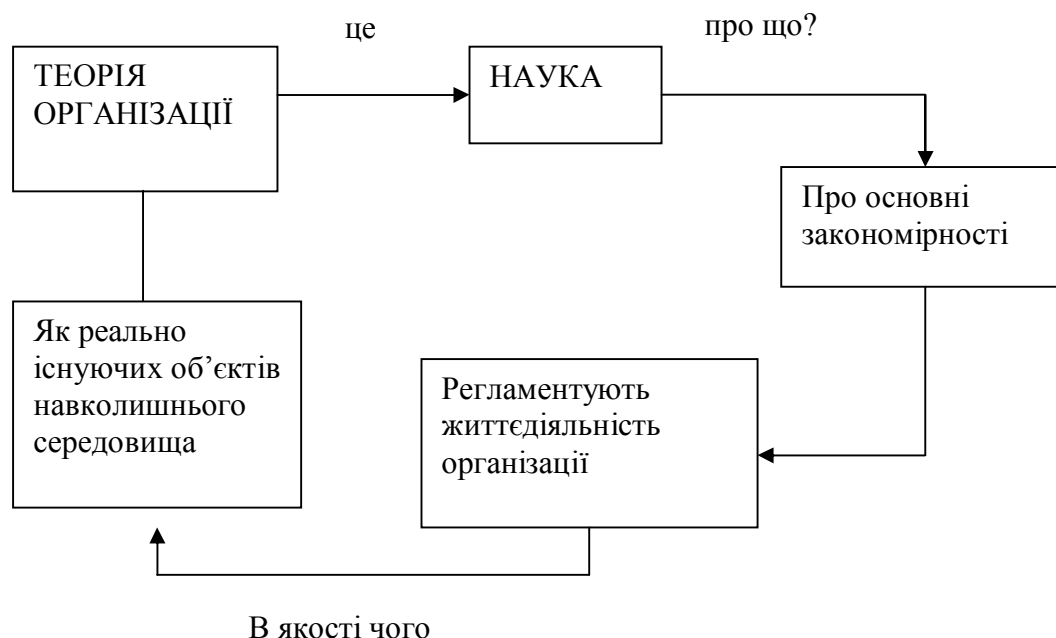 це
про що?
ТЕОРІЯ
ОРГАНІЗАЦІЇ
НАУКА
Про основні
закономірності
Регламентують
життєдіяльність
організації
Як реально
існуючих об’єктів
навколишнього
середовища
В якості чого